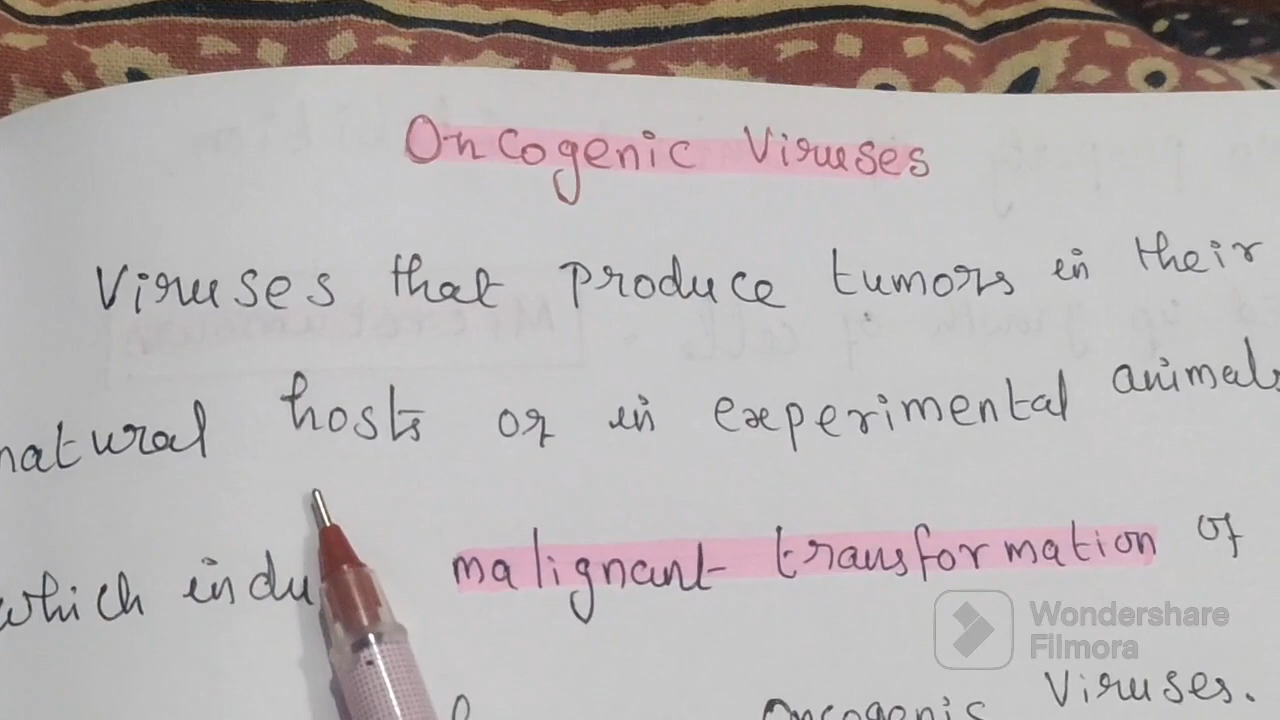 Oncogenic Viruses
Viruses that produce tumors in their
natural hosts or in experimental animals
which indu malignant transformation of
Oncogenic Viruses.
Wondershare
Filmora